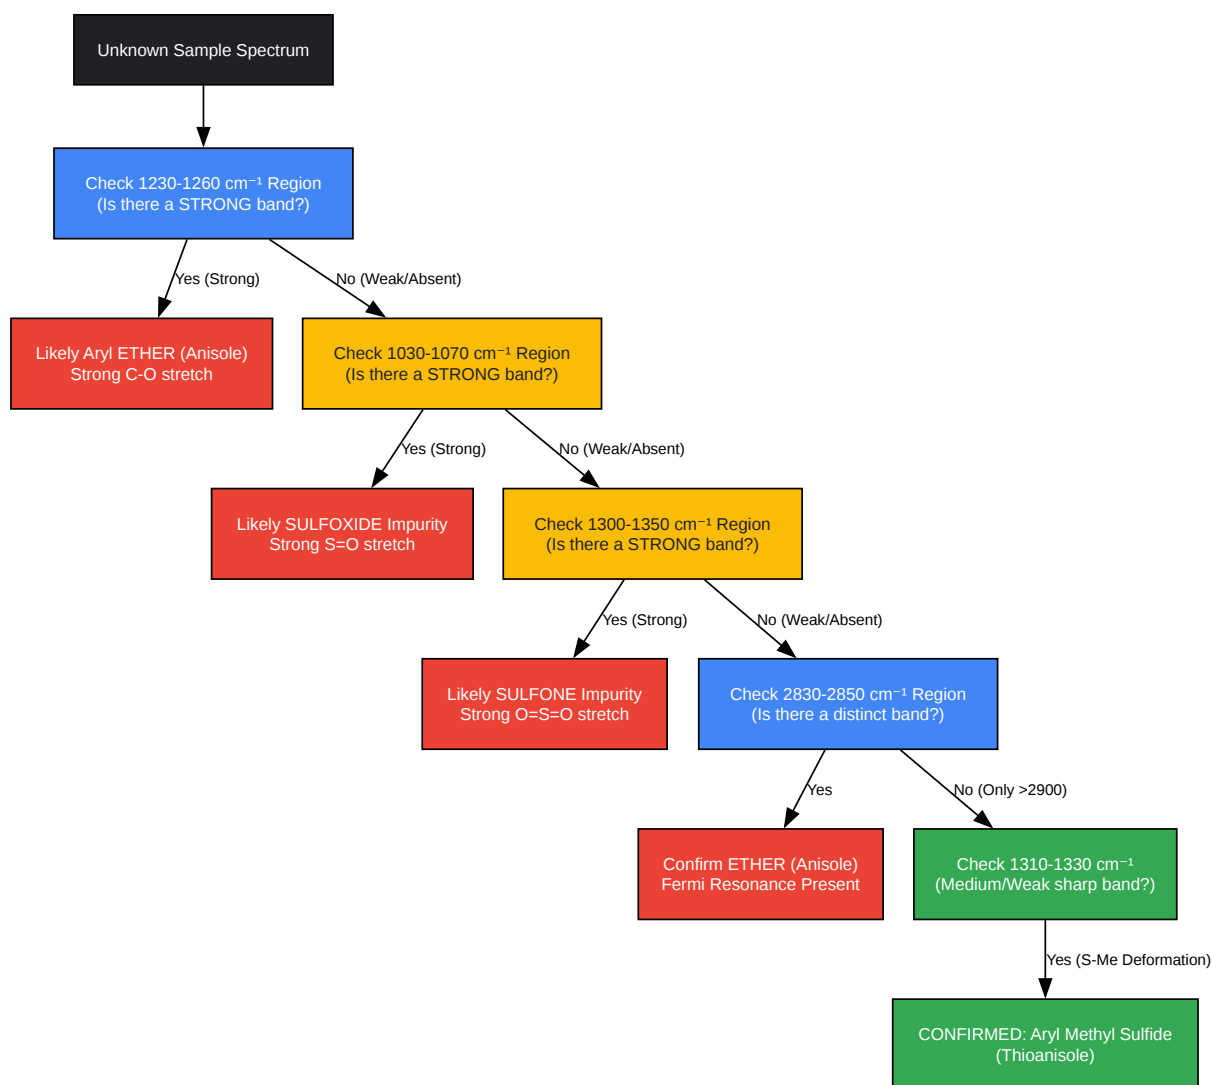 Unknown Sample Spectrum
Check 1230-1260 cm⁻¹ Region
(Is there a STRONG band?)
Yes (Strong)
No (Weak/Absent)
Likely Aryl ETHER (Anisole)
Strong C-O stretch
Check 1030-1070 cm⁻¹ Region
(Is there a STRONG band?)
Yes (Strong)
No (Weak/Absent)
Likely SULFOXIDE Impurity
Strong S=O stretch
Check 1300-1350 cm⁻¹ Region
(Is there a STRONG band?)
Yes (Strong)
No (Weak/Absent)
Likely SULFONE Impurity
Strong O=S=O stretch
Check 2830-2850 cm⁻¹ Region
(Is there a distinct band?)
Yes
No (Only >2900)
Confirm ETHER (Anisole)
Fermi Resonance Present
Check 1310-1330 cm⁻¹
(Medium/Weak sharp band?)
Yes (S-Me Deformation)
CONFIRMED: Aryl Methyl Sulfide
(Thioanisole)